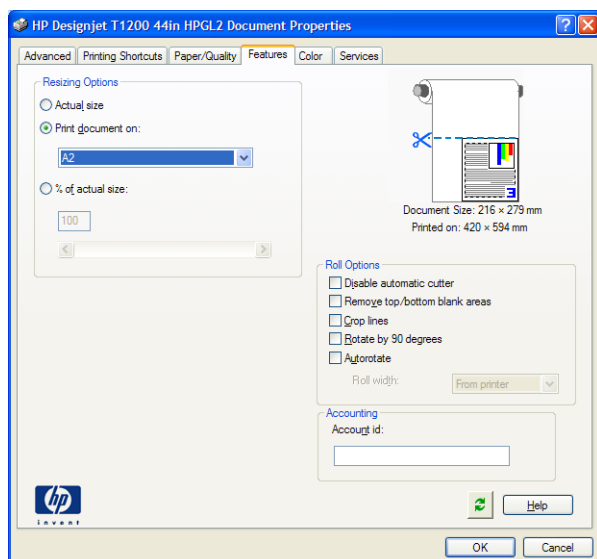 HP Designjet T1200 44in HPGL2 Document Properties
Advanced Printing Shortcuts Paper/Quality Features Color Services
Resizing Options
Actual size
Print document on:
A2
% of actual size:
100
3
Document Size: 216 × 279 mm
Printed on: 420 × 594 mm
Roll Options
Disable automatic cutter
Remove top/bottom blank areas
Crop lines
Rotate by 90 degrees
Autorotate
Roll width: From printer
Accounting
Account id:
hp
invent
Help
OK Cancel